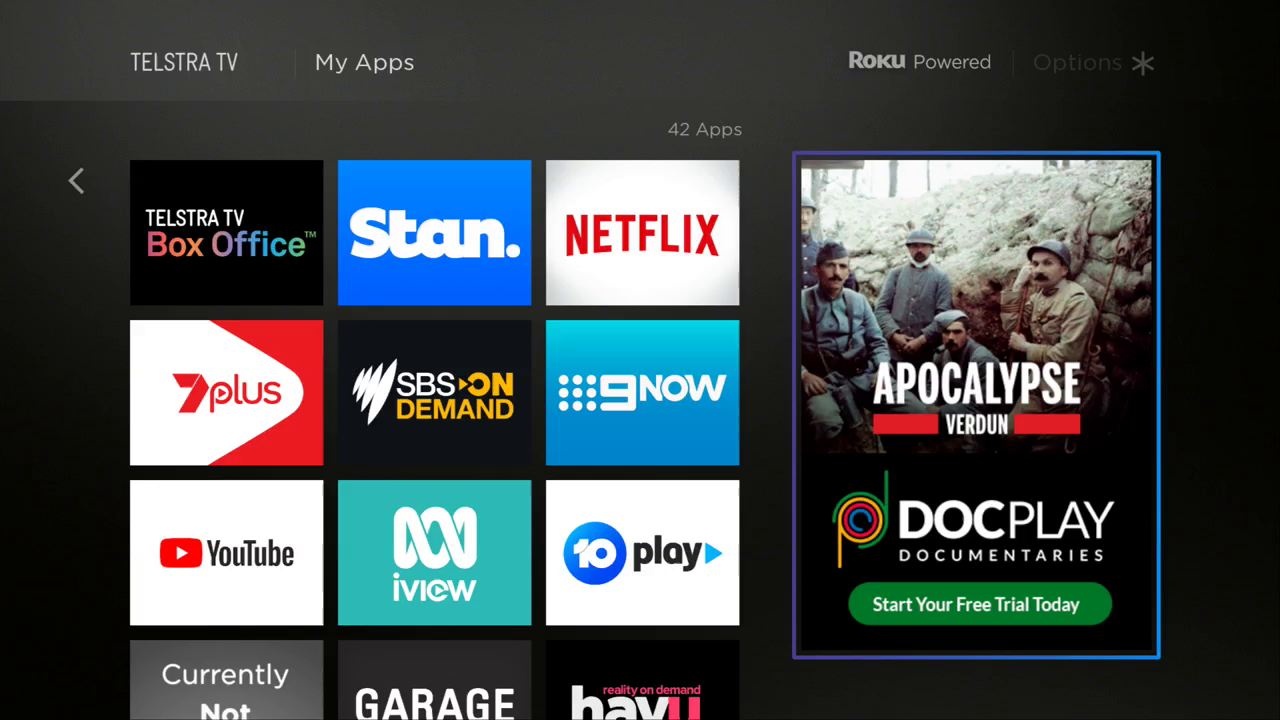 TELSTRA TV
My Apps
Roku Powered
Options
42 Apps
TELSTRA TV
Box Office™
Stan.
NETFLIX
7plus
SBS ON
DEMAND
9NOW
YouTube
ABC
iview
10 play
Currently
Not
GARAGE
reality on demand
hayu
APOCALYPSE
VERDUN
DOCPLAY
DOCUMENTARIES
Start Your Free Trial Today